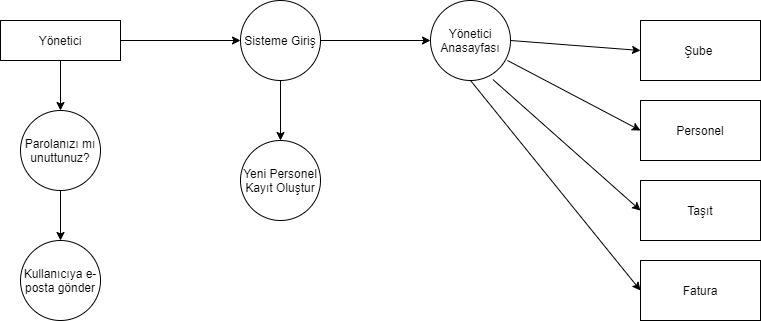 Yönetici
Sisteme Giriş
Yönetici
Anasayfası
Şube
Parolanızı mı
unuttunuz?
Personel
Yeni Personel
Kayıt Oluştur
Taşıt
Kullanıcıya e-
posta gönder
Fatura